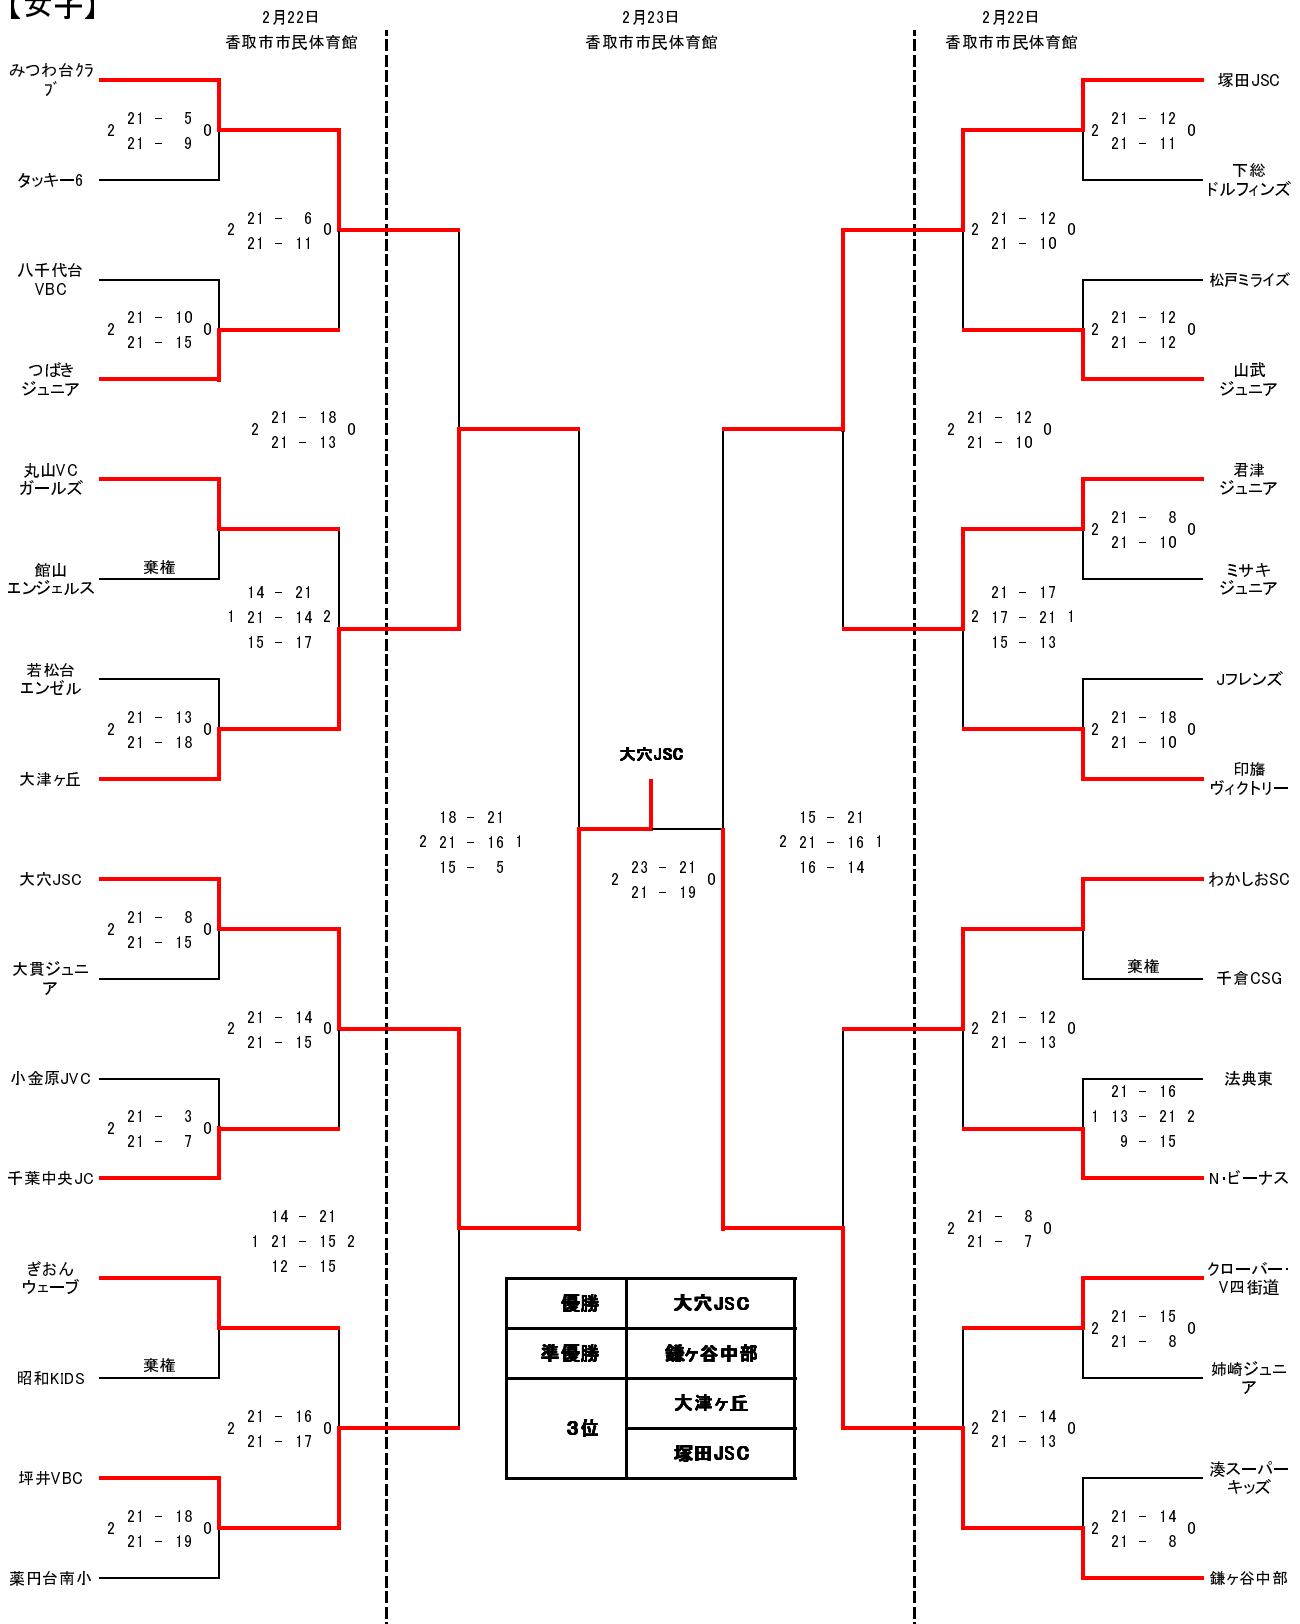 【女子】
2月22日
香取市市民体育館
2月23日
香取市市民体育館
2月22日
香取市市民体育館
みつわ台クラ
ブ
21 - 5
2 0
21 - 9
タッキー6
21 - 6
2 0
21 - 11
八千代台
VBC
21 - 10
2 0
21 - 15
つばき
ジュニア
21 - 18
2 0
21 - 13
丸山VC
ガールズ
館山
エンジェルス
棄権
14 - 21
1 21 - 14 2
15 - 17
若松台
エンゼル
21 - 13
2 0
21 - 18
大津ヶ丘
18 - 21
2 21 - 16 1
15 - 5
大穴JSC
21 - 8
2 0
21 - 15
大貫ジュニ
ア
21 - 14
2 0
21 - 15
小金原JVC
21 - 3
2 0
21 - 7
千葉中央JC
14 - 21
1 21 - 15 2
12 - 15
ぎおん
ウェーブ
昭和KIDS
棄権
21 - 16
2 0
21 - 17
坪井VBC
21 - 18
2 0
21 - 19
薬円台南小
大穴JSC
23 - 21
2 0
21 - 19
優勝 大穴JSC
準優勝 鎌ヶ谷中部
3位 大津ヶ丘
塚田JSC
塚田JSC
21 - 12
2 0
21 - 11
下総
ドルフィンズ
21 - 12
2 0
21 - 10
松戸ミライズ
21 - 12
2 0
21 - 12
山武
ジュニア
21 - 12
2 0
21 - 10
君津
ジュニア
21 - 8
2 0
21 - 10
ミサキ
ジュニア
21 - 17
2 17 - 21 1
15 - 13
Jフレンズ
21 - 18
2 0
21 - 10
印旛
ヴィクトリー
15 - 21
2 21 - 16 1
16 - 14
わかしおSC
棄権
千倉CSG
21 - 12
2 0
21 - 13
法典東
21 - 16
1 13 - 21 2
9 - 15
N・ビーナス
21 - 8
2 0
21 - 7
クローバー・
V四街道
21 - 15
2 0
21 - 8
姉崎ジュニ
ア
21 - 14
2 0
21 - 13
湊スーパー
キッズ
21 - 14
2 0
21 - 8
鎌ヶ谷中部